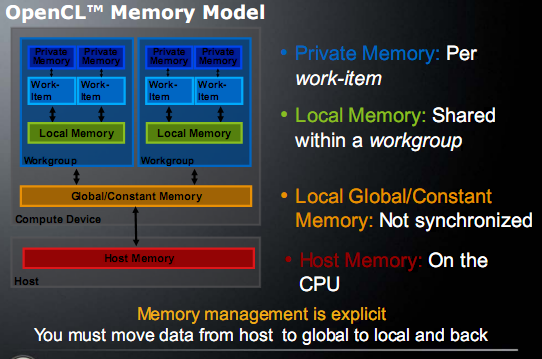 OpenCL™ Memory Model
Private Memory Private Memory Private Memory Private Memory
Work-Item Work-Item Work-Item Work-Item
Local Memory Local Memory
Workgroup Workgroup
Global/Constant Memory
Compute Device
Host Memory
Host
• Private Memory: Per
work-item
• Local Memory: Shared
within a workgroup
• Local Global/Constant
Memory: Not synchronized
• Host Memory: On the
CPU
Memory management is explicit
You must move data from host to global to local and back